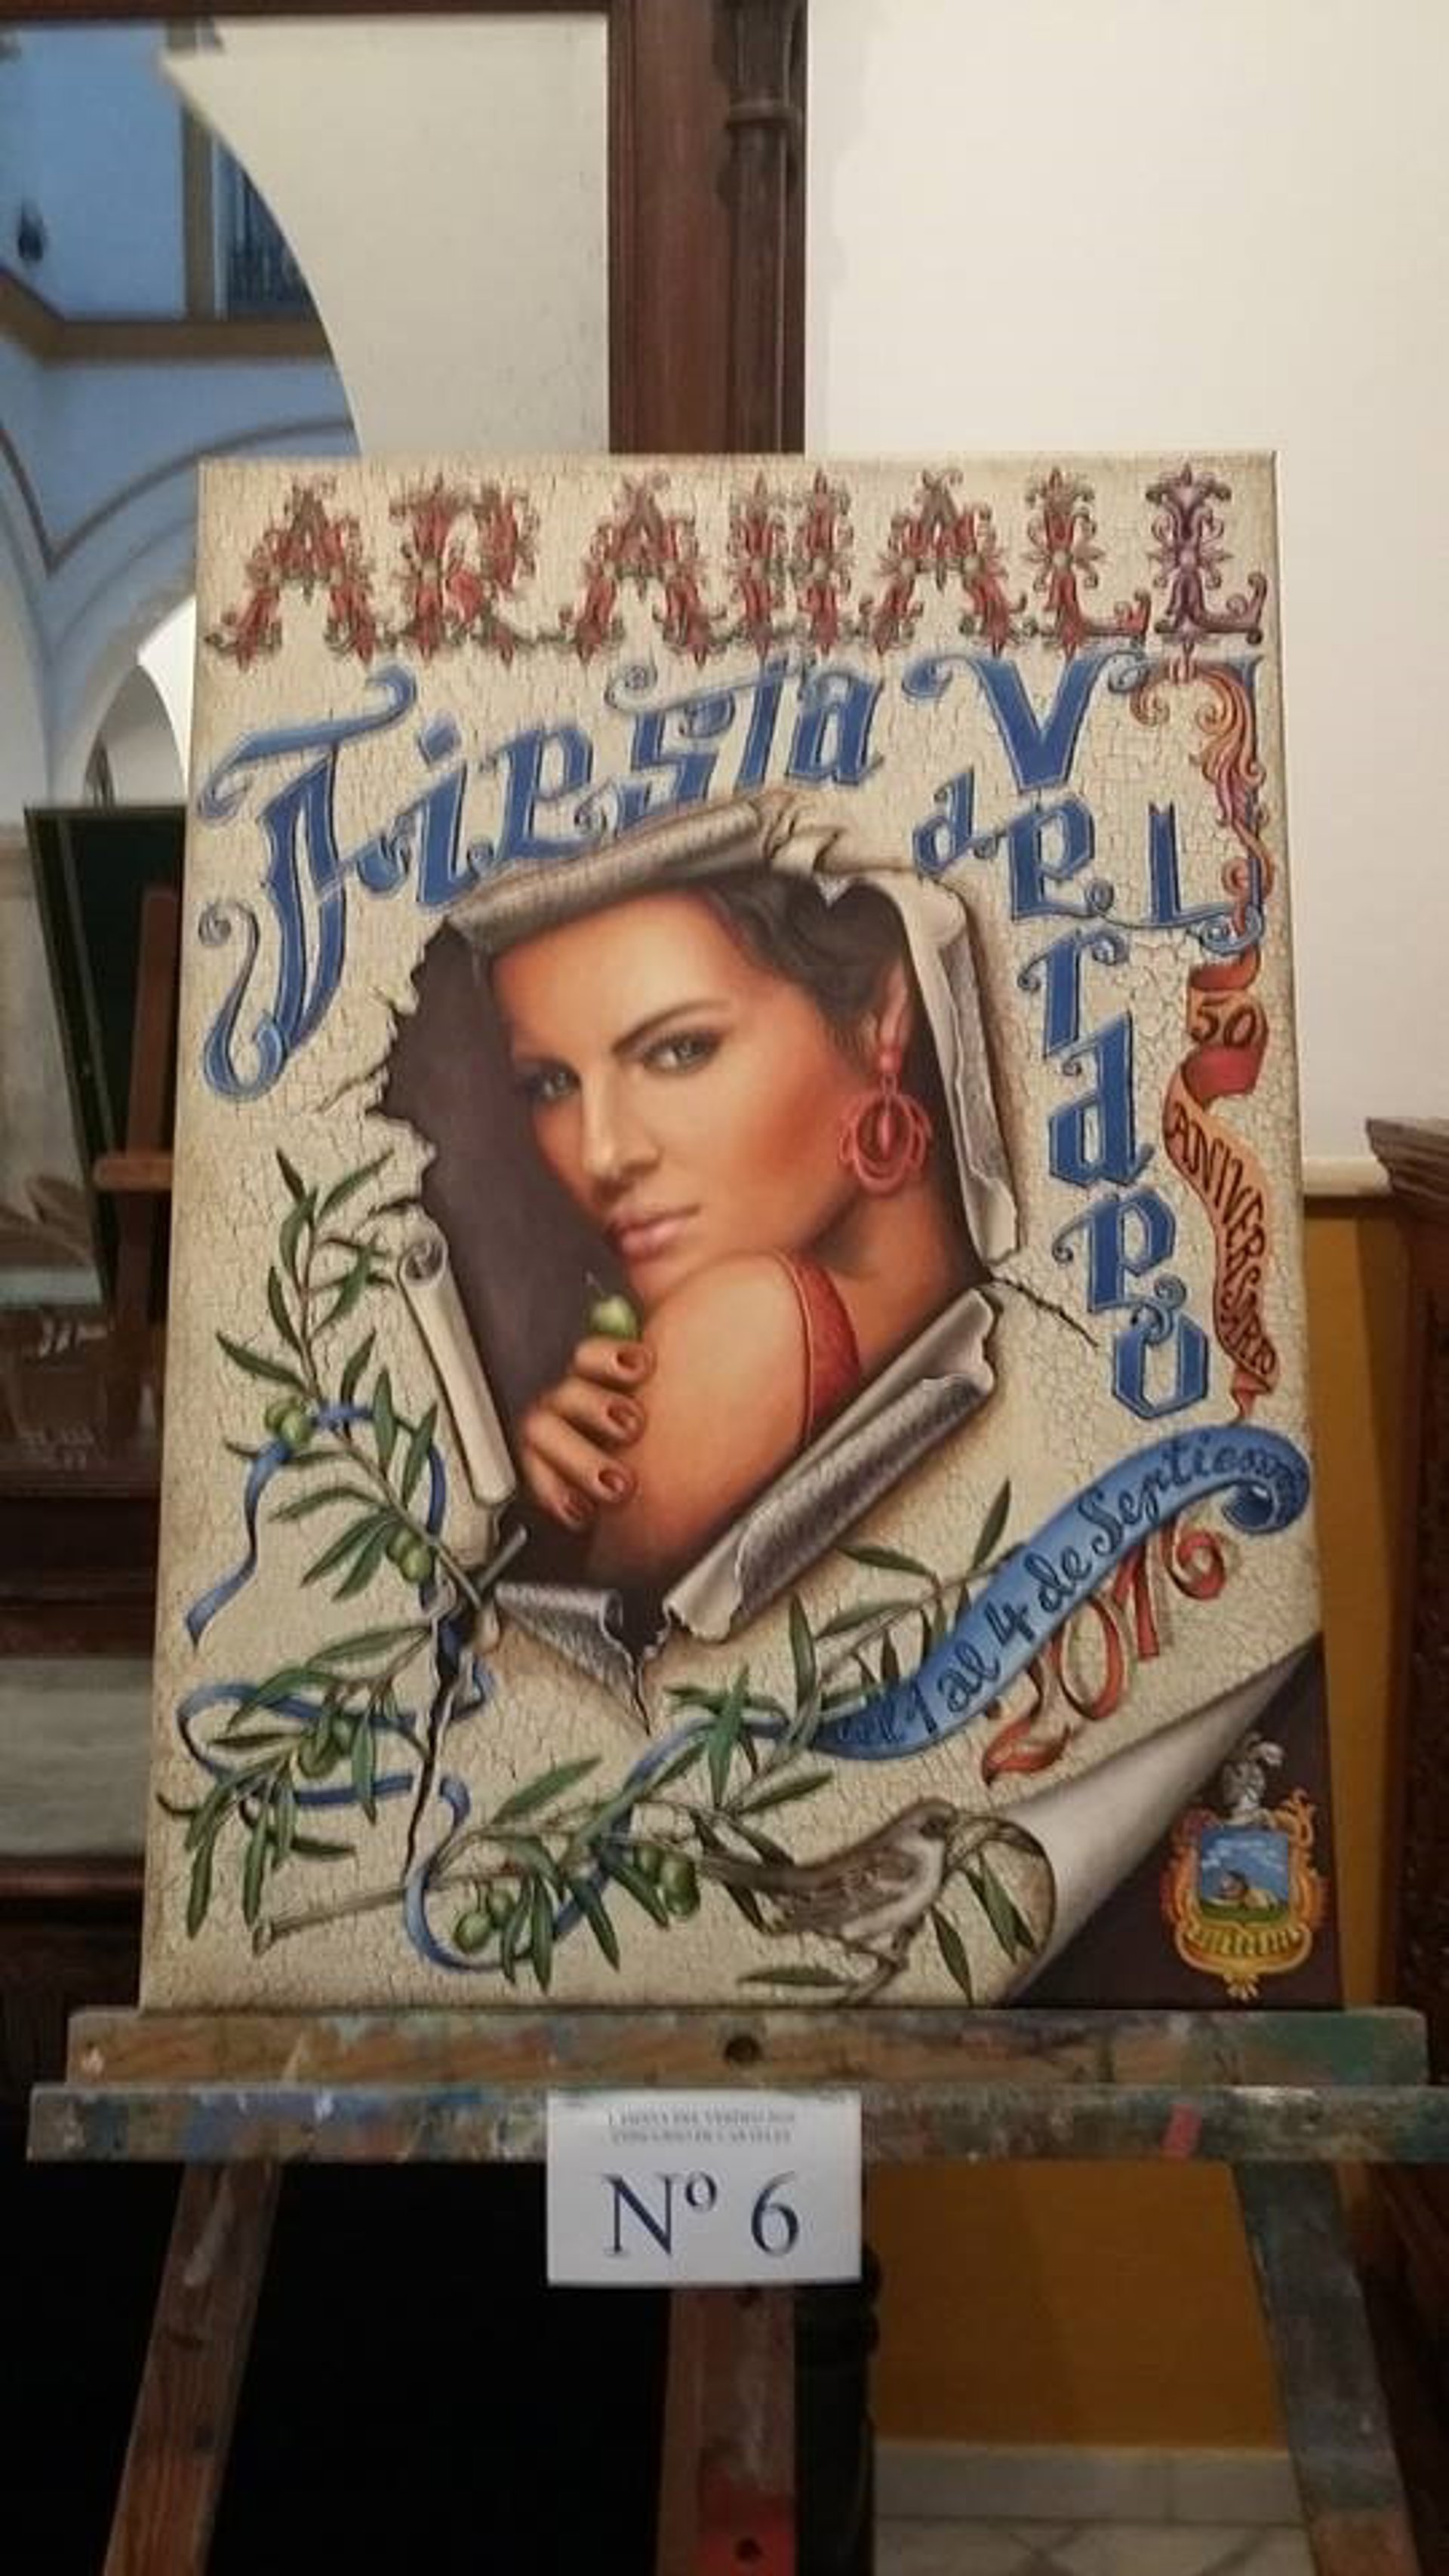 ARAHAL L
Fiesta
Verdeo
del
50
ANIVERSARIO
del 1 al 4 de Septiembre
2016
Nº 6